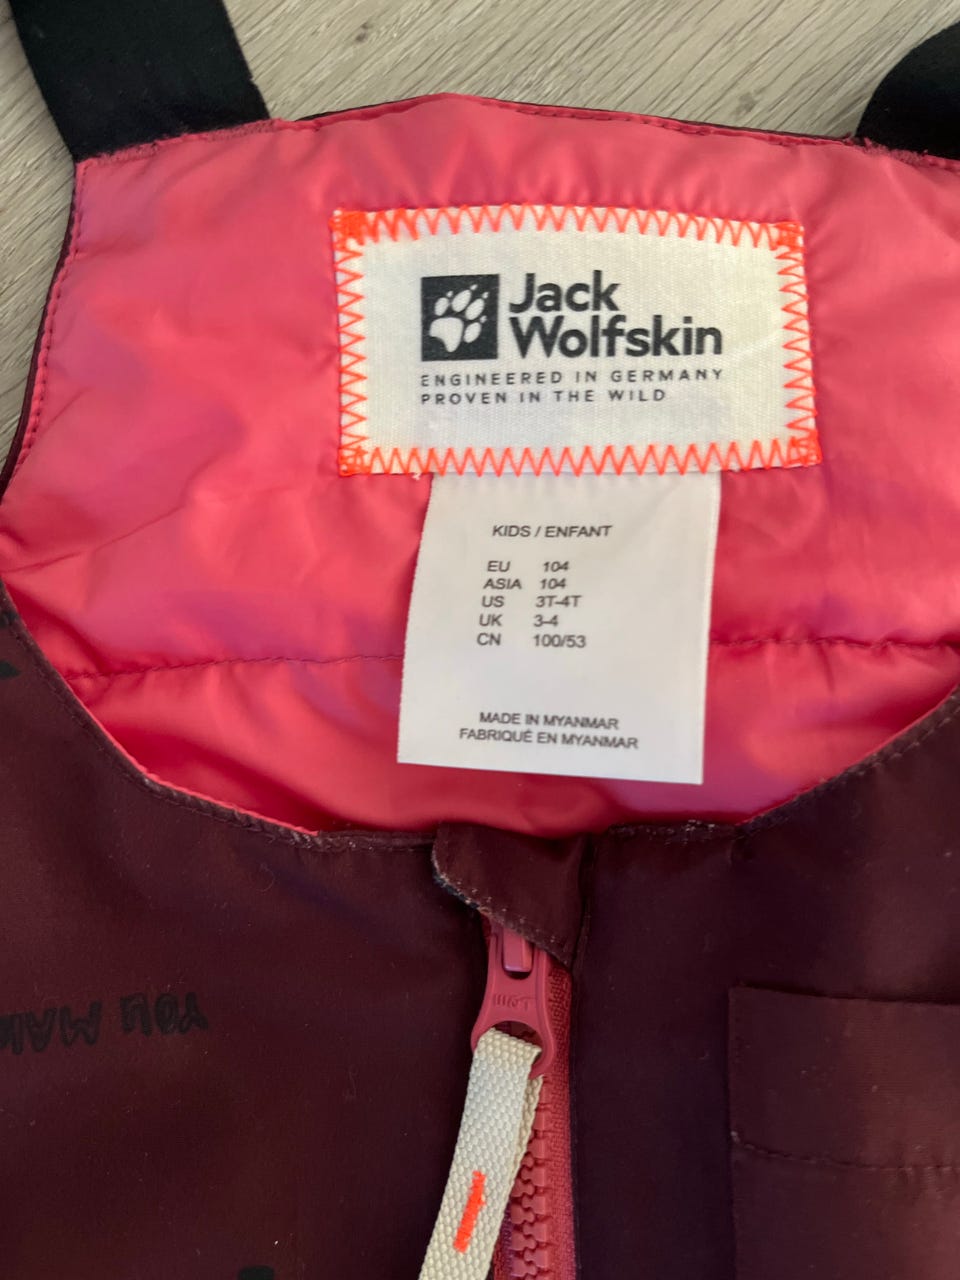 Jack
Wolfskin
ENGINEERED IN GERMANY
PROVEN IN THE WILD
KIDS / ENFANT
EU 104
ASIA 104
US 3T-4T
UK 3-4
CN 100/53
MADE IN MYANMAR
FABRIQUÉ EN MYANMAR
YOU